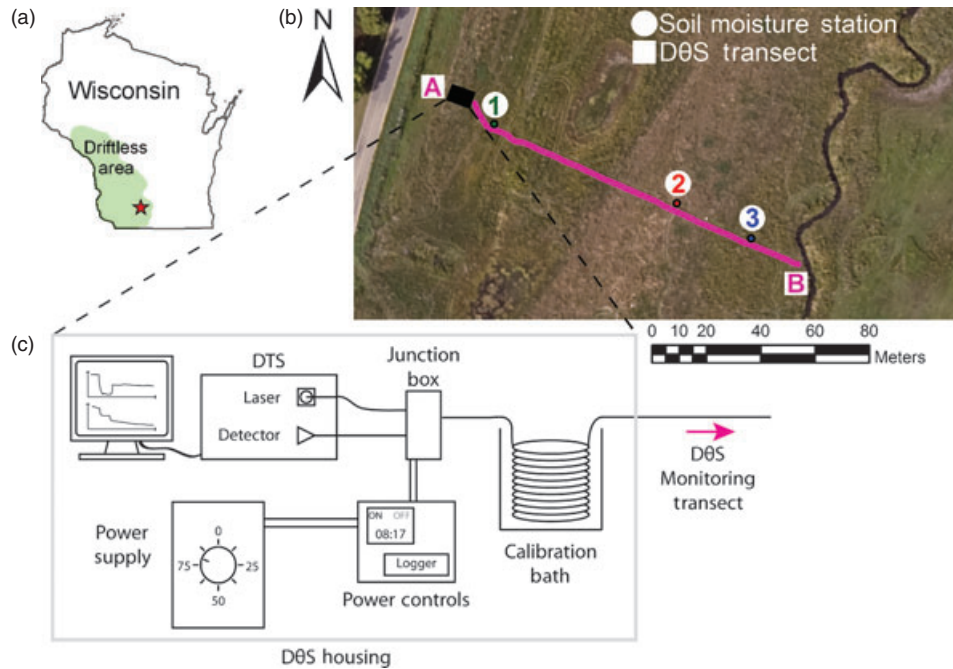 (a)
Wisconsin
Driftless
area
N
(b)
Soil moisture station
DθS transect
A
1
2
3
B
0 10 20 40 60 80
Meters
(c)
DTS
Laser
Detector
Junction
box
DθS
Monitoring
transect
Power
supply
0
75 25
50
ON OFF
08:17
Logger
Power controls
Calibration
bath
DθS housing